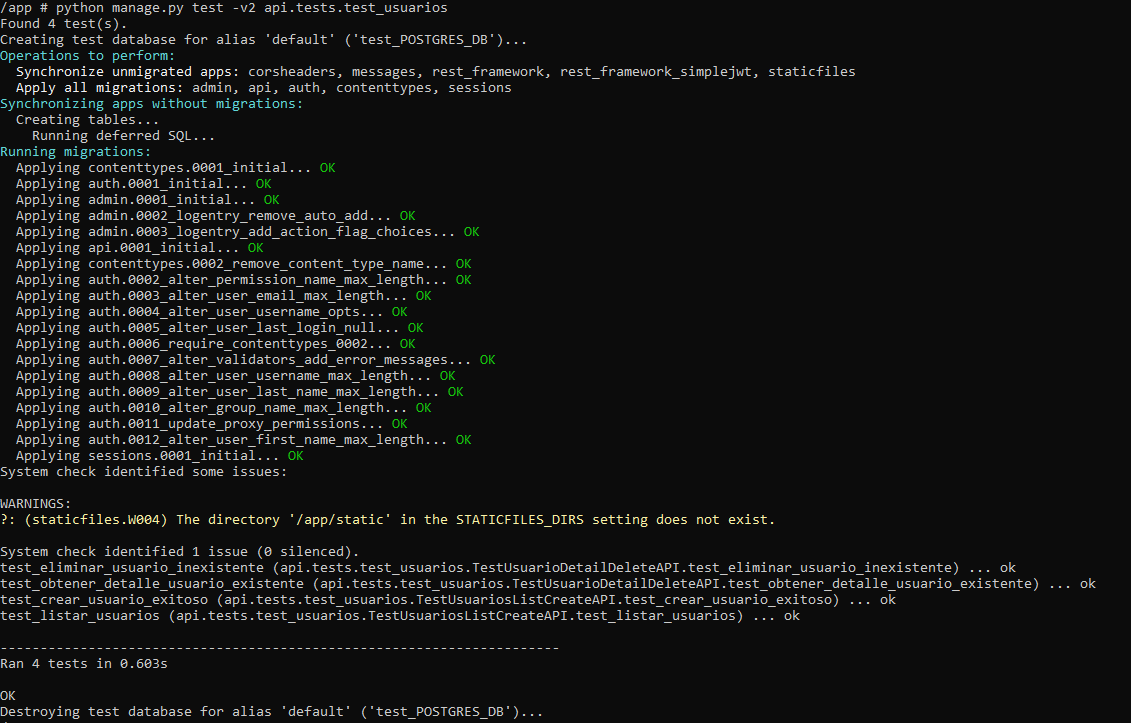 /app # python manage.py test -v2 api.tests.test_usuarios
Found 4 test(s).
Creating test database for alias 'default' ('test_POSTGRES_DB')...
Operations to perform:
  Synchronize unmigrated apps: corsheaders, messages, rest_framework, rest_framework_simplejwt, staticfiles
  Apply all migrations: admin, api, auth, contenttypes, sessions
Synchronizing apps without migrations:
  Creating tables...
    Running deferred SQL...
Running migrations:
  Applying contenttypes.0001_initial... OK
  Applying auth.0001_initial... OK
  Applying admin.0001_initial... OK
  Applying admin.0002_logentry_remove_auto_add... OK
  Applying admin.0003_logentry_add_action_flag_choices... OK
  Applying api.0001_initial... OK
  Applying contenttypes.0002_remove_content_type_name... OK
  Applying auth.0002_alter_permission_name_max_length... OK
  Applying auth.0003_alter_user_email_max_length... OK
  Applying auth.0004_alter_user_username_opts... OK
  Applying auth.0005_alter_user_last_login_null... OK
  Applying auth.0006_require_contenttypes_0002... OK
  Applying auth.0007_alter_validators_add_error_messages... OK
  Applying auth.0008_alter_user_username_max_length... OK
  Applying auth.0009_alter_user_last_name_max_length... OK
  Applying auth.0010_alter_group_name_max_length... OK
  Applying auth.0011_update_proxy_permissions... OK
  Applying auth.0012_alter_user_first_name_max_length... OK
  Applying sessions.0001_initial... OK
System check identified some issues:

WARNINGS:
?: (staticfiles.W004) The directory '/app/static' in the STATICFILES_DIRS setting does not exist.

System check identified 1 issue (0 silenced).
test_eliminar_usuario_inexistente (api.tests.test_usuarios.TestUsuarioDetailDeleteAPI.test_eliminar_usuario_inexistente) ... ok
test_obtener_detalle_usuario_existente (api.tests.test_usuarios.TestUsuarioDetailDeleteAPI.test_obtener_detalle_usuario_existente) ... ok
test_crear_usuario_exitoso (api.tests.test_usuarios.TestUsuariosListCreateAPI.test_crear_usuario_exitoso) ... ok
test_listar_usuarios (api.tests.test_usuarios.TestUsuariosListCreateAPI.test_listar_usuarios) ... ok

----------------------------------------------------------------------
Ran 4 tests in 0.603s

OK
Destroying test database for alias 'default' ('test_POSTGRES_DB')...